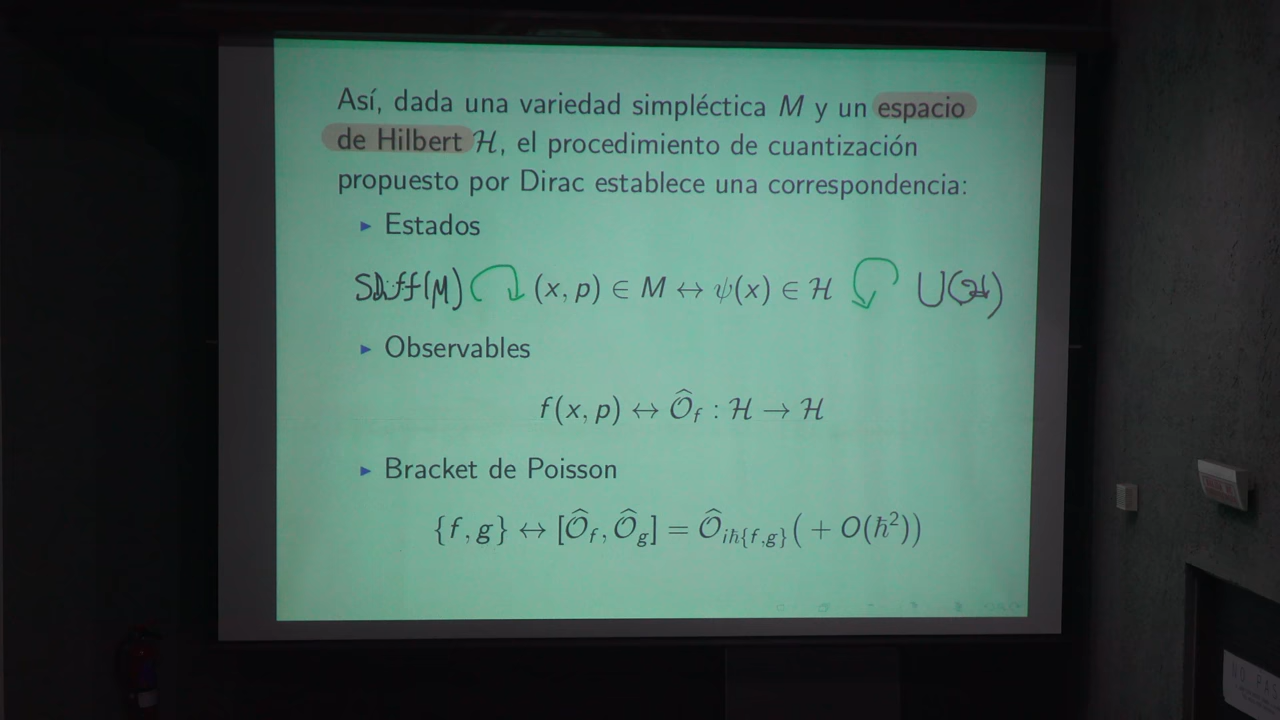 Así, dada una variedad simpléctica M y un espacio
de Hilbert ℋ, el procedimiento de cuantización
propuesto por Dirac establece una correspondencia:
▸ Estados
SDiff(M) (x, p) ∈ M ↔ ψ(x) ∈ ℋ U(ℋ)
▸ Observables
f(x, p) ↔ Ô_f : ℋ → ℋ
▸ Bracket de Poisson
{f, g} ↔ [Ô_f, Ô_g] = Ô_{iħ{f,g}} ( + O(ħ²))